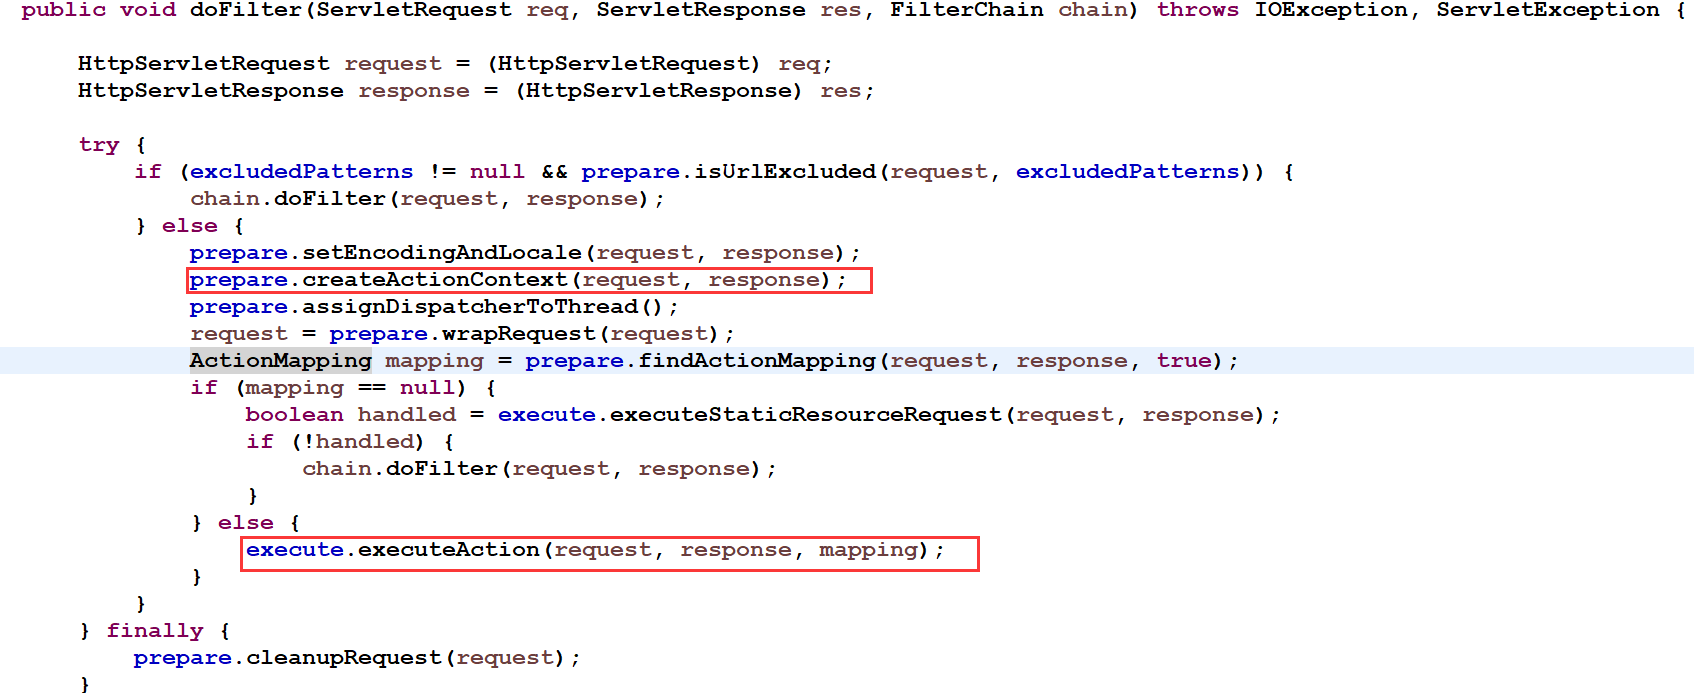 public void doFilter(ServletRequest req, ServletResponse res, FilterChain chain) throws IOException, ServletException {
HttpServletRequest request = (HttpServletRequest) req;
HttpServletResponse response = (HttpServletResponse) res;
try {
if (excludedPatterns != null && prepare.isUrlExcluded(request, excludedPatterns)) {
chain.doFilter(request, response);
} else {
prepare.setEncodingAndLocale(request, response);
prepare.createActionContext(request, response);
prepare.assignDispatcherToThread();
request = prepare.wrapRequest(request);
ActionMapping mapping = prepare.findActionMapping(request, response, true);
if (mapping == null) {
boolean handled = execute.executeStaticResourceRequest(request, response);
if (!handled) {
chain.doFilter(request, response);
}
} else {
execute.executeAction(request, response, mapping);
}
}
} finally {
prepare.cleanupRequest(request);
}